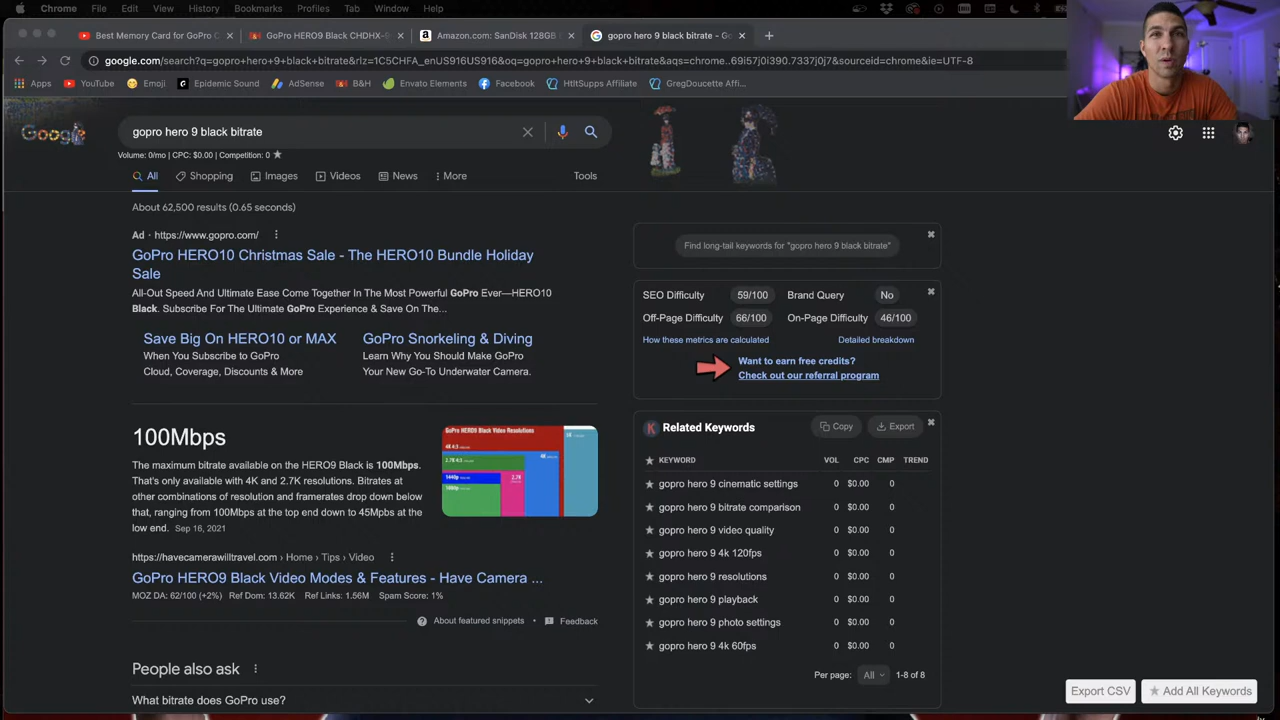 Chrome File Edit View History Bookmarks Profiles Tab Window Help
Best Memory Card for GoPro C
GoPro HERO9 Black CHDHX-
Amazon.com: SanDisk 128GB
gopro hero 9 black bitrate - Go
google.com/search?q=gopro+hero+9+black+bitrate&rlz=1C5CHFA_enUS916US916&oq=gopro+hero+9+black+bitrate&aqs=chrome..69i57j0i390.7337j0j7&sourceid=chrome&ie=UTF-8
Apps YouTube Emoji Epidemic Sound AdSense B&H Envato Elements Facebook HtltSupps Affiliate GregDoucette Affi...
Google
gopro hero 9 black bitrate
Volume: 0/mo | CPC: $0.00 | Competition: 0
All Shopping Images Videos News More Tools
About 62,500 results (0.65 seconds)
Ad · https://www.gopro.com/
GoPro HERO10 Christmas Sale - The HERO10 Bundle Holiday
Sale
All-Out Speed And Ultimate Ease Come Together In The Most Powerful GoPro Ever—HERO10
Black. Subscribe For The Ultimate GoPro Experience & Save On The...
Save Big On HERO10 or MAX
When You Subscribe to GoPro
Cloud, Coverage, Discounts & More
GoPro Snorkeling & Diving
Learn Why You Should Make GoPro
Your New Go-To Underwater Camera.
100Mbps
The maximum bitrate available on the HERO9 Black is 100Mbps.
That's only available with 4K and 2.7K resolutions. Bitrates at
other combinations of resolution and framerates drop down below
that, ranging from 100Mbps at the top end down to 45Mbps at the
low end. Sep 16, 2021
GoPro HERO9 Black Video Resolutions
5K
4K 4:3
2.7K 4:3
4K
1440p
2.7K
1080p
https://havecamerawilltravel.com › Home › Tips › Video
GoPro HERO9 Black Video Modes & Features - Have Camera ...
MOZ DA: 62/100 (+2%) Ref Dom: 13.62K Ref Links: 1.56M Spam Score: 1%
About featured snippets • Feedback
People also ask
What bitrate does GoPro use?
Find long-tail keywords for "gopro hero 9 black bitrate"
SEO Difficulty 59/100 Brand Query No
Off-Page Difficulty 66/100 On-Page Difficulty 46/100
How these metrics are calculated Detailed breakdown
Want to earn free credits?
Check out our referral program
K Related Keywords Copy Export
KEYWORD VOL CPC CMP TREND
gopro hero 9 cinematic settings 0 $0.00 0
gopro hero 9 bitrate comparison 0 $0.00 0
gopro hero 9 video quality 0 $0.00 0
gopro hero 9 4k 120fps 0 $0.00 0
gopro hero 9 resolutions 0 $0.00 0
gopro hero 9 playback 0 $0.00 0
gopro hero 9 photo settings 0 $0.00 0
gopro hero 9 4k 60fps 0 $0.00 0
Per page: All 1-8 of 8
Export CSV Add All Keywords